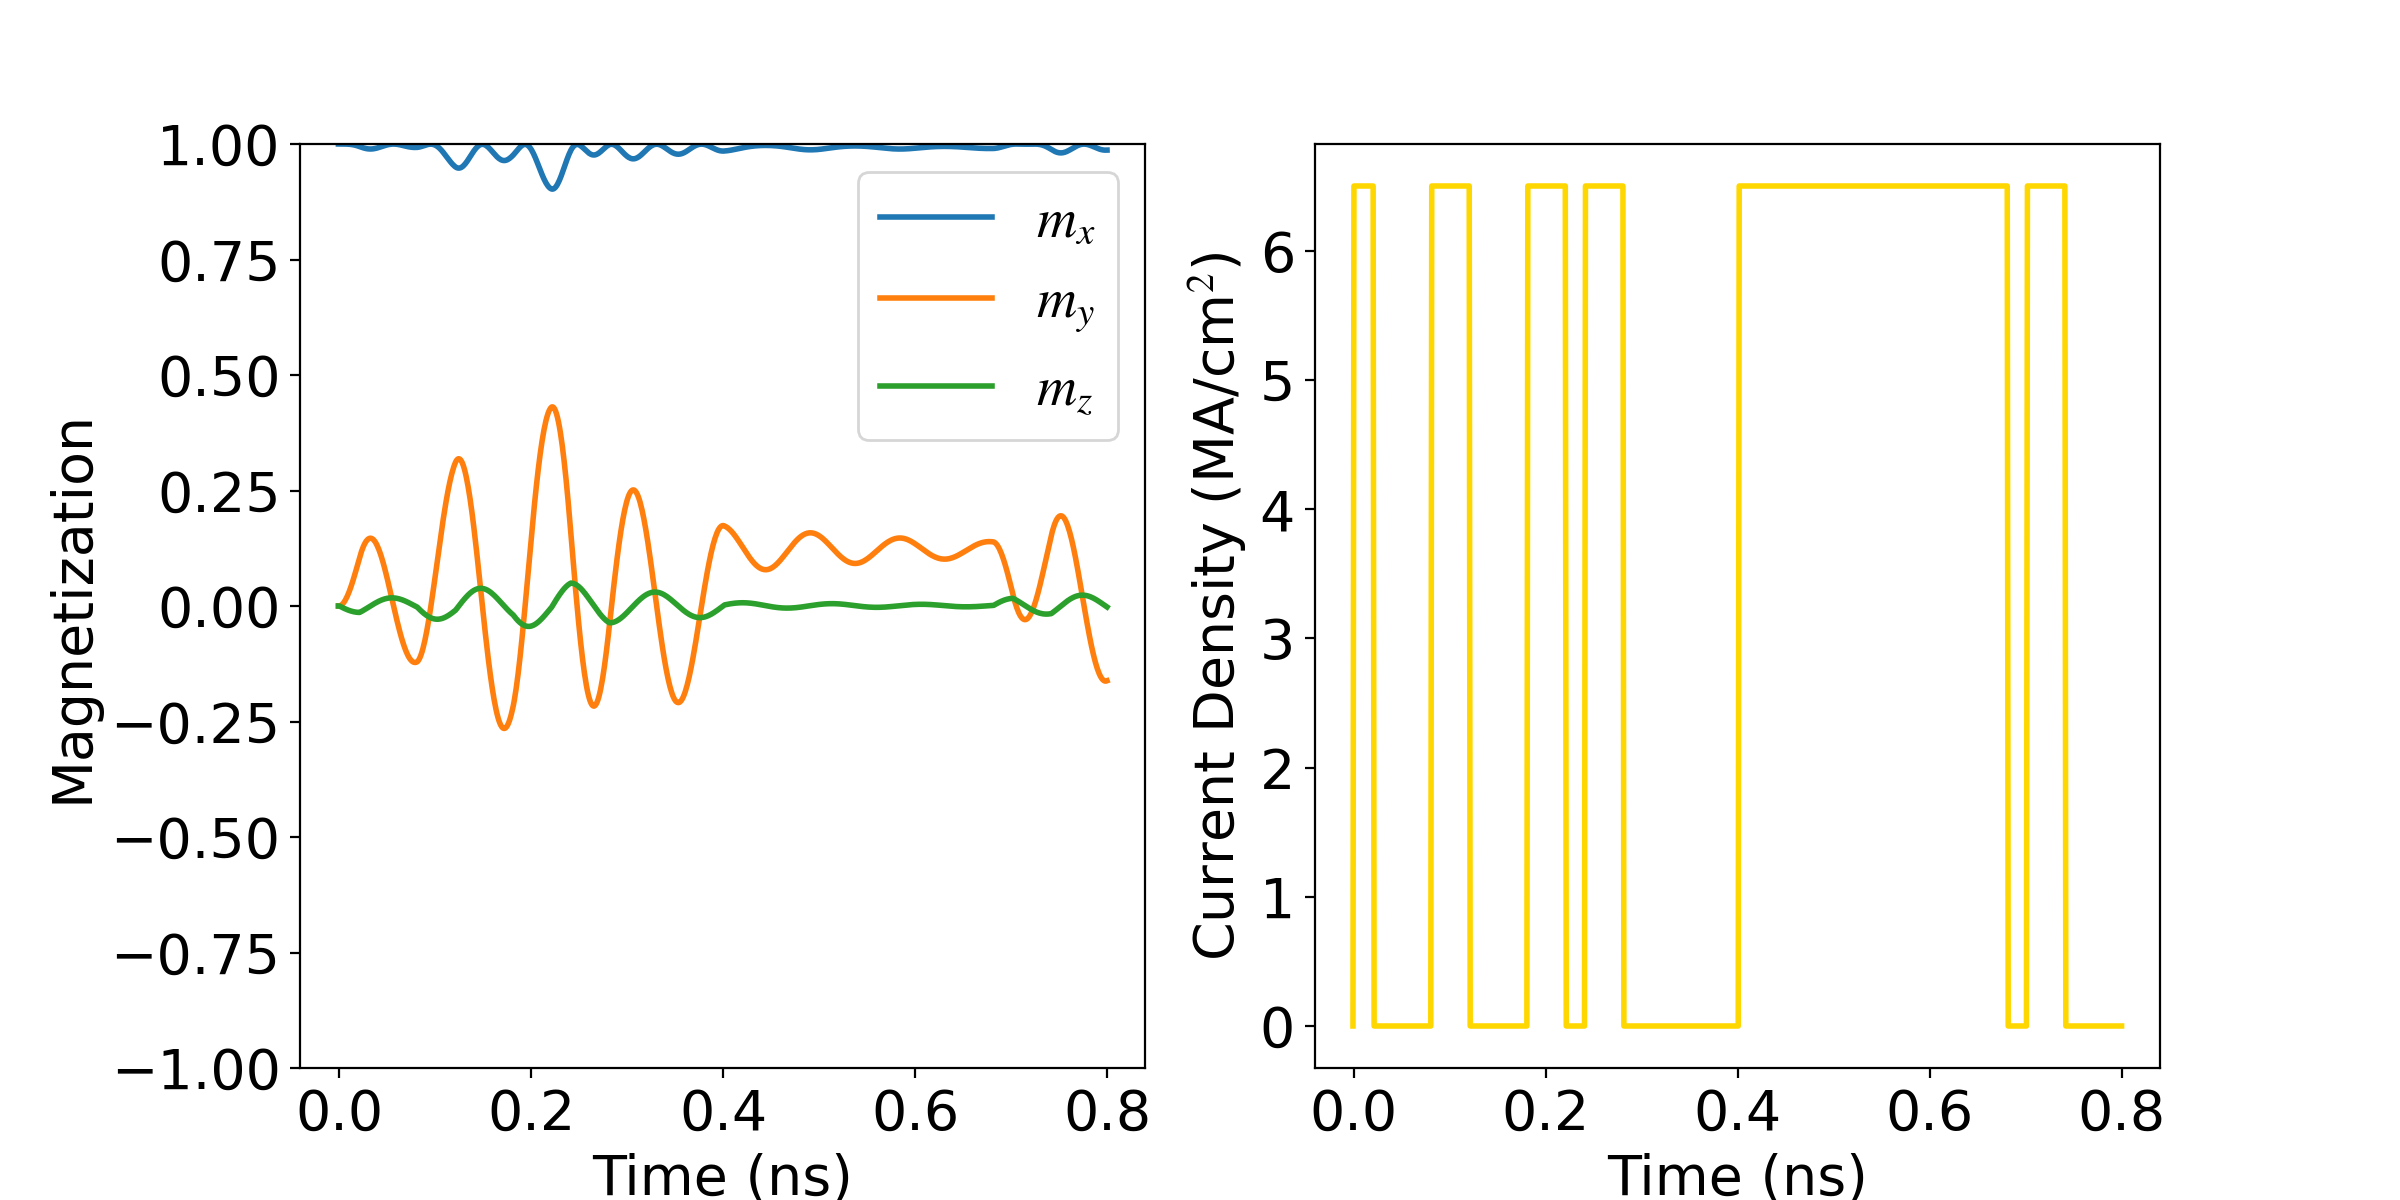 Magnetization
1.00
0.75
0.50
0.25
0.00
−0.25
−0.50
−0.75
−1.00
0.0 0.2 0.4 0.6 0.8
Time (ns)
m_x
m_y
m_z
Current Density (MA/cm²)
6
5
4
3
2
1
0
0.0 0.2 0.4 0.6 0.8
Time (ns)